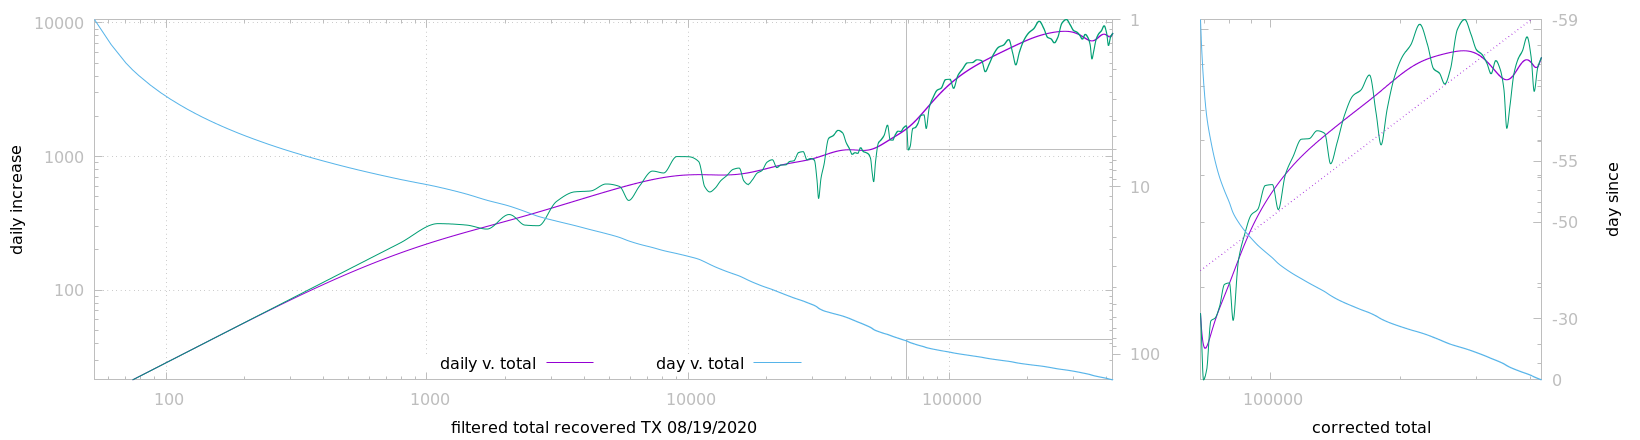 10000
1000
100
daily increase
100
1000
10000
100000
filtered total recovered TX 08/19/2020
daily v. total
day v. total
1
10
100
100000
corrected total
-59
-55
-50
-30
0
day since